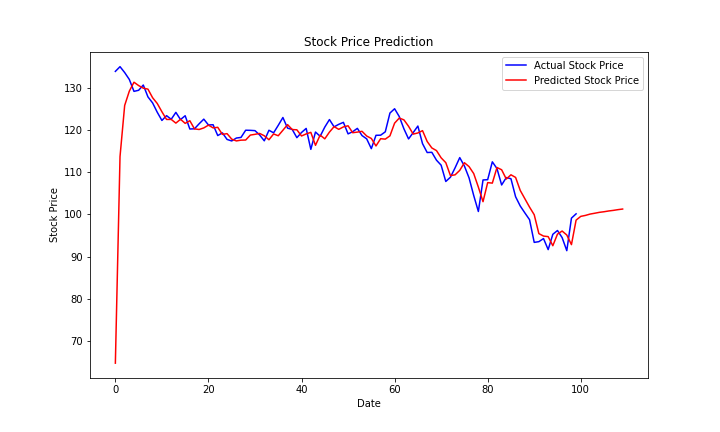 Stock Price Prediction
Actual Stock Price
Predicted Stock Price
Stock Price
130
120
110
100
90
80
70
0 20 40 60 80 100
Date